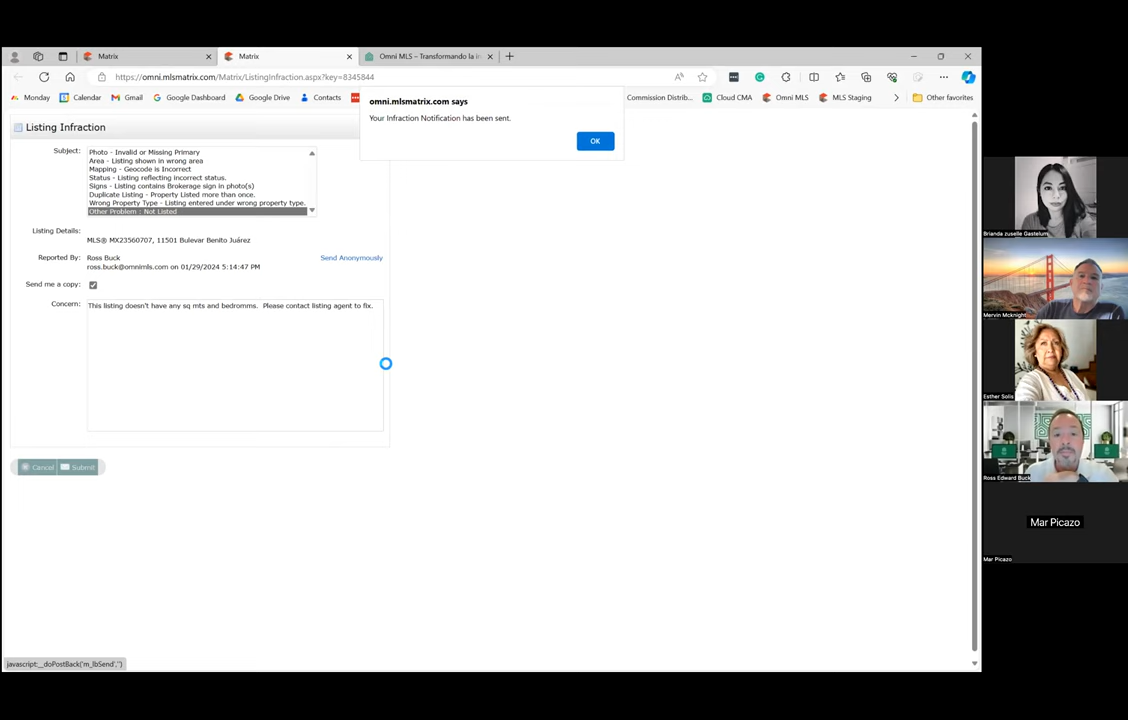 Matrix
Matrix
Omni MLS – Transformando la in
https://omni.mlsmatrix.com/Matrix/ListingInfraction.aspx?key=8345844
Monday
Calendar
Gmail
Google Dashboard
Google Drive
Contacts
Commission Distrib...
Cloud CMA
Omni MLS
MLS Staging
Other favorites
omni.mlsmatrix.com says
Your Infraction Notification has been sent.
OK
Listing Infraction
Subject:
Photo - Invalid or Missing Primary
Area - Listing shown in wrong area
Mapping - Geocode is Incorrect
Status - Listing reflecting incorrect status.
Signs - Listing contains Brokerage sign in photo(s)
Duplicate Listing - Property Listed more than once.
Wrong Property Type - Listing entered under wrong property type.
Other Problem : Not Listed
Listing Details:
MLS® MX23560707, 11501 Bulevar Benito Juárez
Reported By:
Ross Buck
Send Anonymously
ross.buck@omnimls.com on 01/29/2024 5:14:47 PM
Send me a copy:
Concern:
This listing doesn't have any sq mts and bedromms. Please contact listing agent to fix.
Cancel
Submit
javascript:__doPostBack('m_lbSend','')
Brianda zuselle Gastelum
Mervin Mcknight
Esther Solis
Ross Edward Buck
Mar Picazo
Mar Picazo